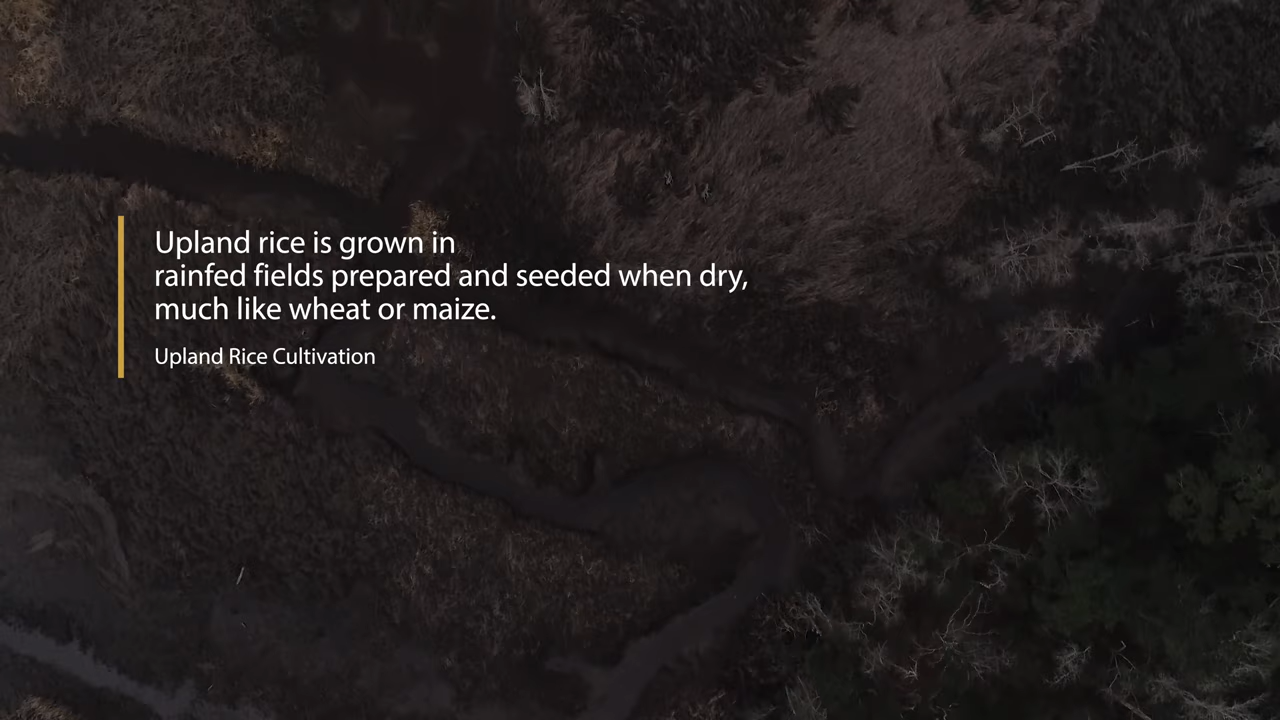 Upland rice is grown in
rainfed fields prepared and seeded when dry,
much like wheat or maize.
Upland Rice Cultivation